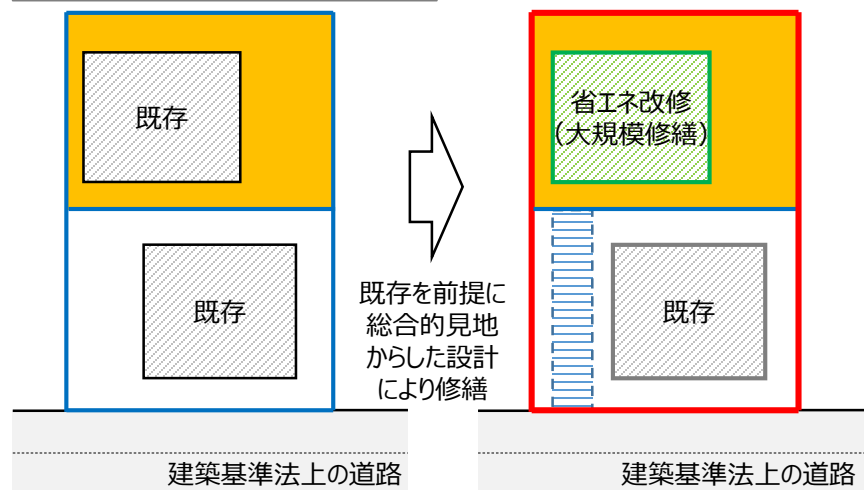 既存
既存
建築基準法上の道路
既存を前提に
総合的見地
からした設計
により修繕
省エネ改修
(大規模修繕)
既存
建築基準法上の道路